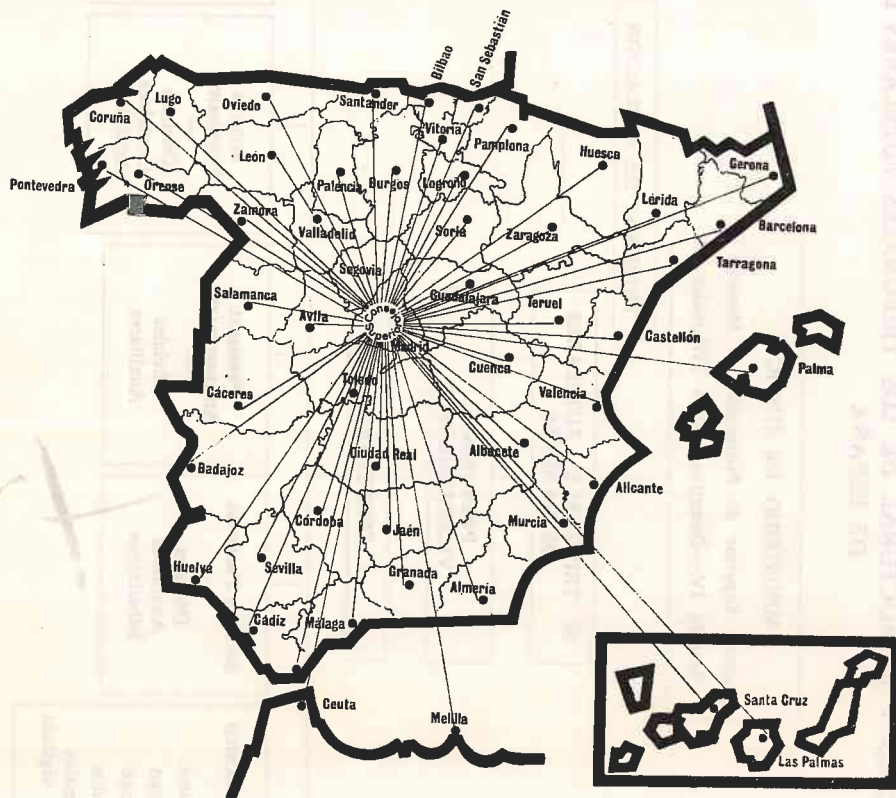 Bilbao
San Sebastián
Coruña
Lugo
Oviedo
Santander
Vitoria
Pamplona
Huesca
Gerona
León
Palencia
Burgos
Logroño
Pontevedra
Orense
Zamora
Valladolid
Soria
Zaragoza
Lérida
Barcelona
Tarragona
Segovia
Salamanca
Avila
Guadalajara
Teruel
Consejo
Superior
Madrid
Castellón
Palma
Cuenca
Toledo
Cáceres
Valencia
Badajoz
Ciudad Real
Albacete
Alicante
Córdoba
Jaén
Murcia
Huelva
Sevilla
Granada
Almería
Cádiz
Málaga
Ceuta
Melilla
Santa Cruz
Las Palmas